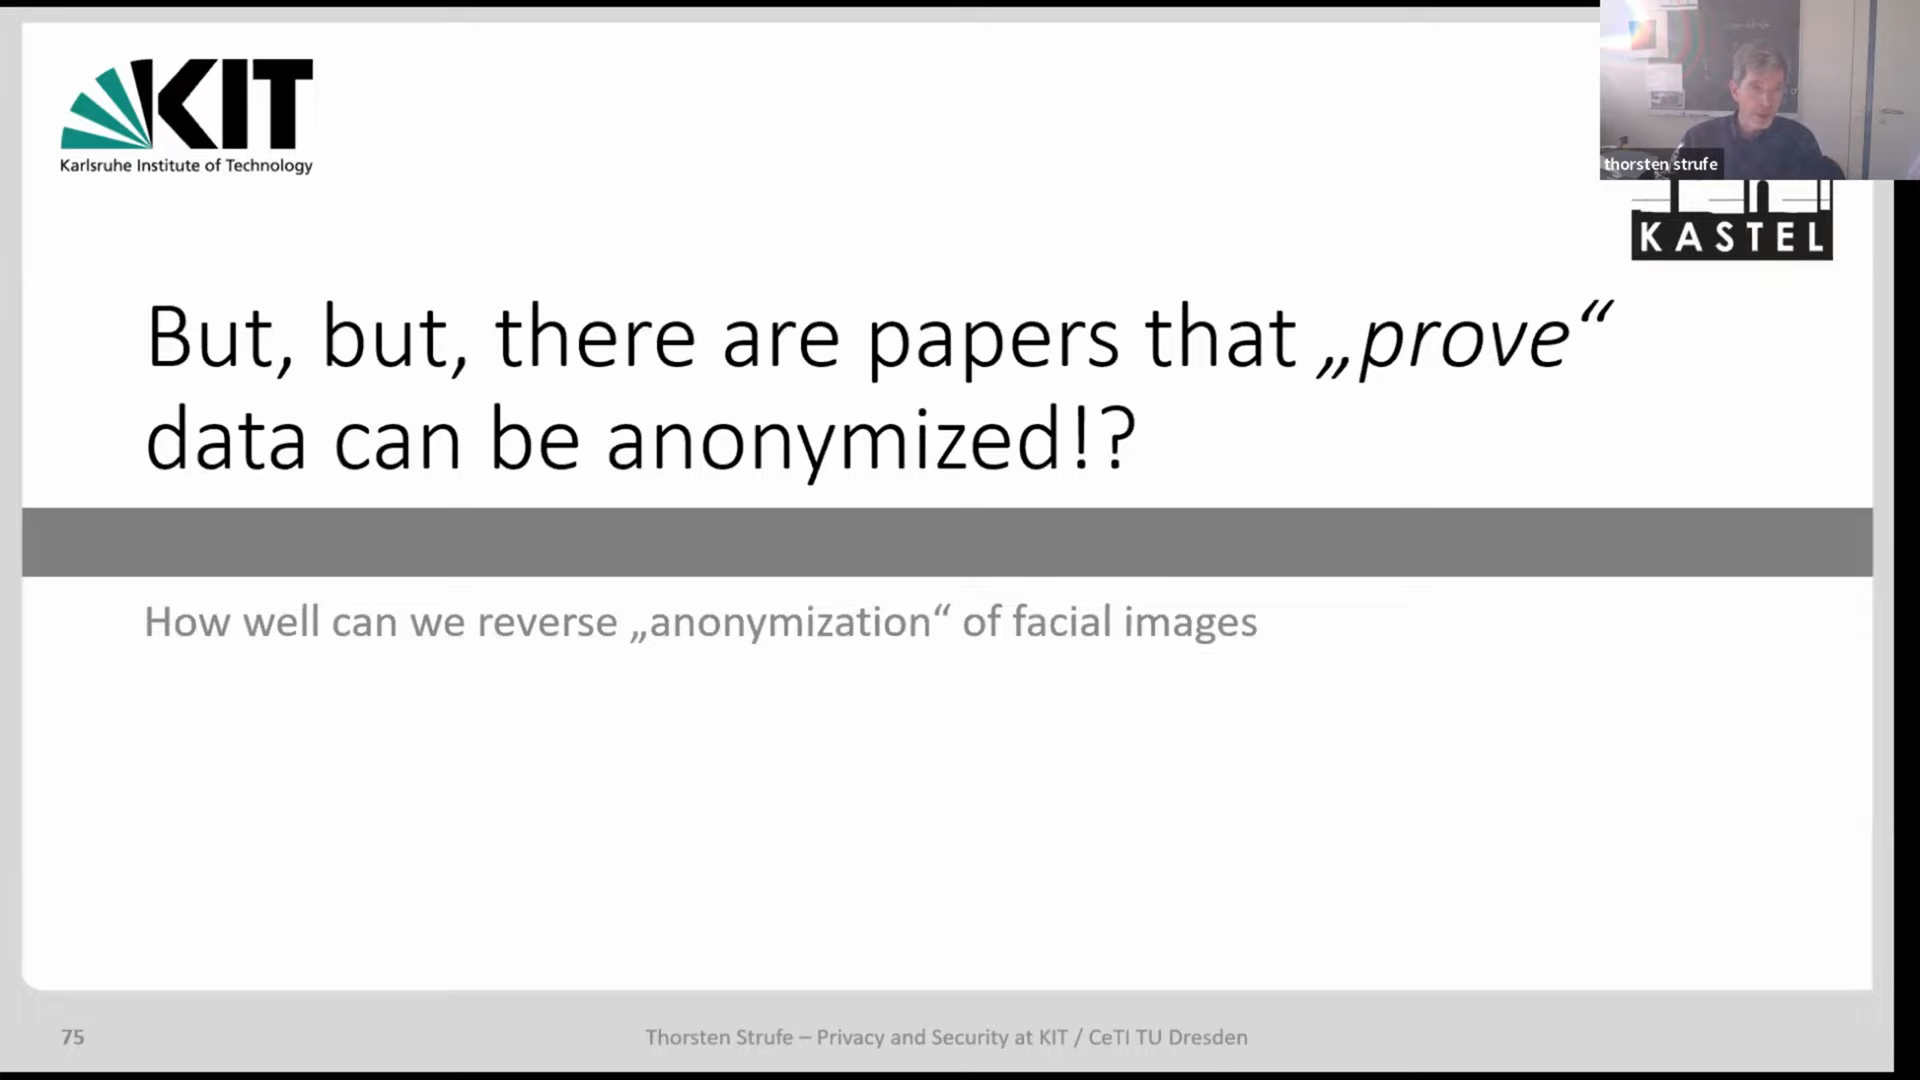 KIT
Karlsruhe Institute of Technology
thorsten strufe
KASTEL
But, but, there are papers that „prove“
data can be anonymized!?
How well can we reverse „anonymization“ of facial images
75
Thorsten Strufe – Privacy and Security at KIT / CeTI TU Dresden